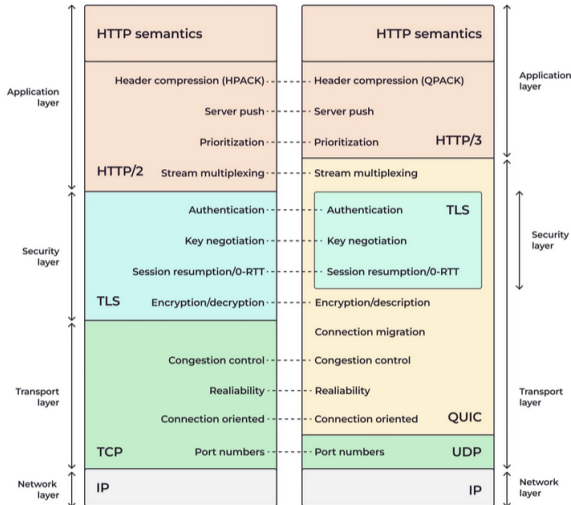 HTTP semantics
HTTP semantics
Application
layer
Header compression (HPACK)
Header compression (QPACK)
Application
layer
Server push
Server push
Prioritization
Prioritization
HTTP/3
HTTP/2
Stream multiplexing
Stream multiplexing
Authentication
Authentication
TLS
Security
layer
Key negotiation
Key negotiation
Security
layer
Session resumption/0-RTT
Session resumption/0-RTT
TLS
Encryption/decryption
Encryption/description
Connection migration
Congestion control
Congestion control
Transport
layer
Realiability
Realiability
Transport
layer
Connection oriented
Connection oriented
QUIC
TCP
Port numbers
Port numbers
UDP
Network
layer
IP
IP
Network
layer